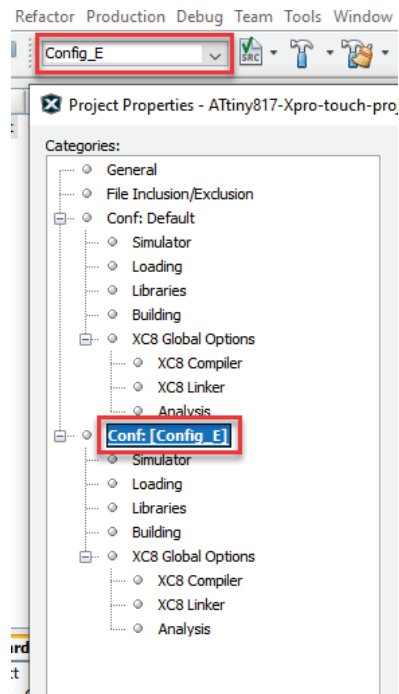 Refactor Production Debug Team Tools Window
Config_E
SRC
Project Properties - ATtiny817-Xpro-touch-proj
Categories:
General
File Inclusion/Exclusion
Conf: Default
Simulator
Loading
Libraries
Building
XC8 Global Options
XC8 Compiler
XC8 Linker
Analysis
Conf: [Config_E]
Simulator
Loading
Libraries
Building
XC8 Global Options
XC8 Compiler
XC8 Linker
Analysis